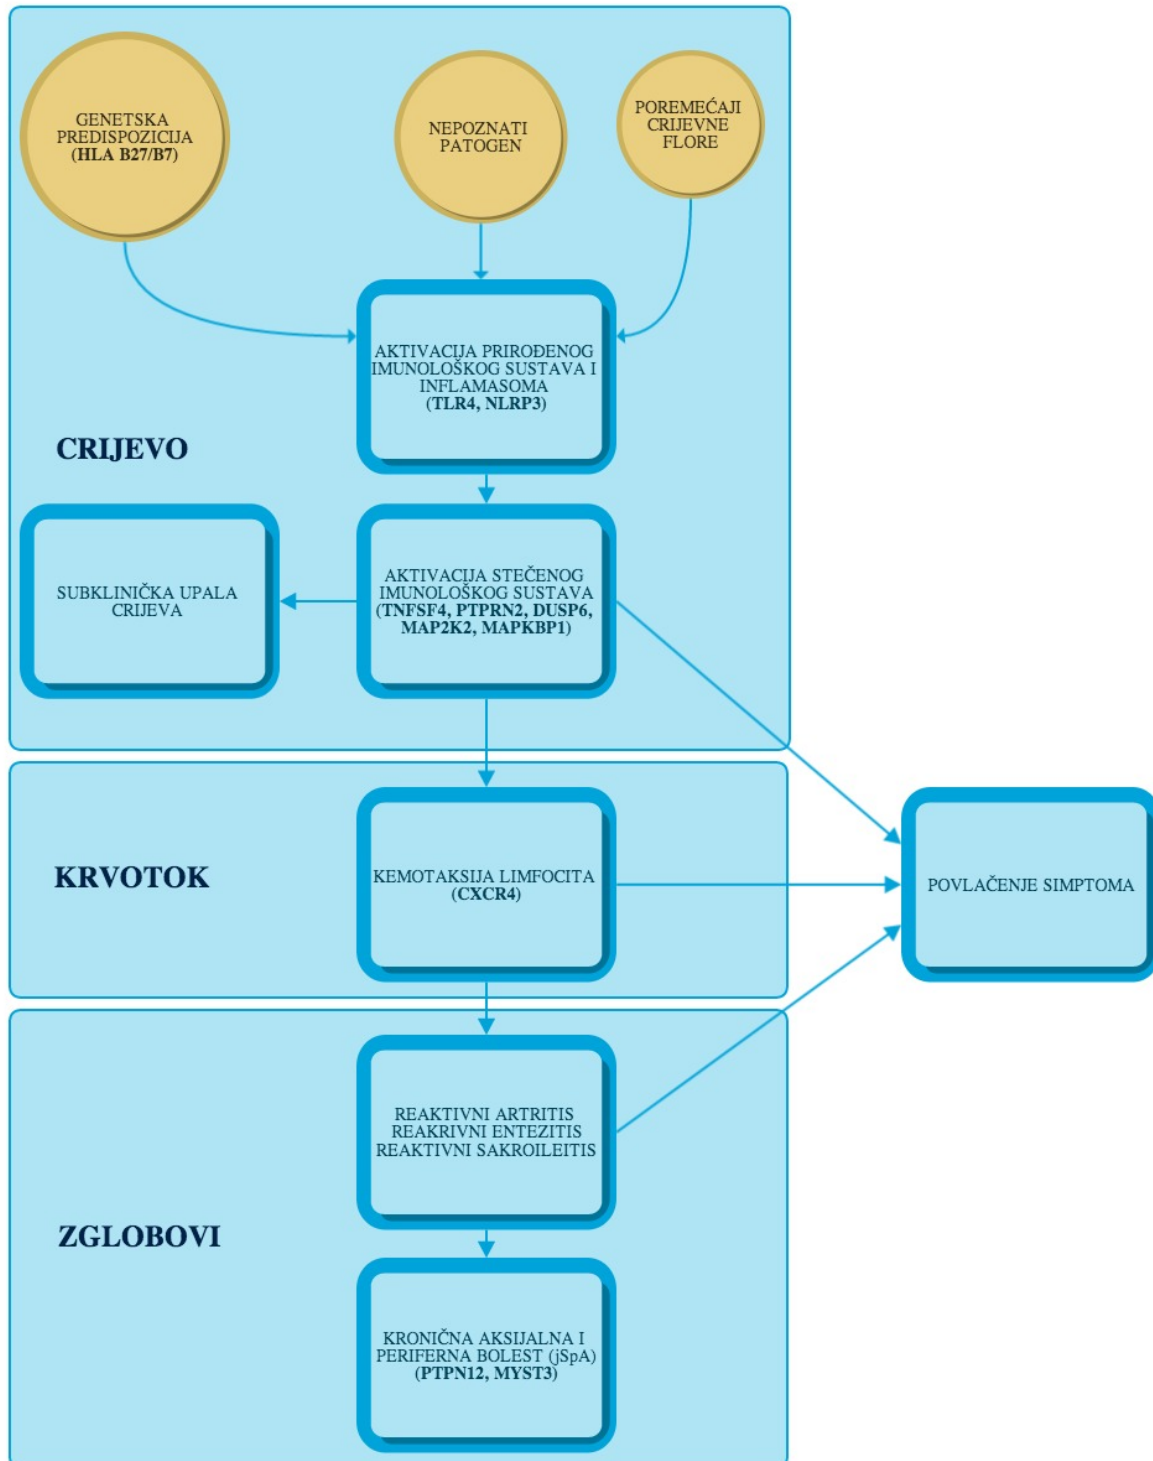 GENETSKA
PREDISPOZICIJA
(HLA B27/B7)
NEPOZNATI
PATOGEN
POREMEĆAJI
CRIJEVNE
FLORE
AKTIVACIJA PRIROĐENOG
IMUNOLOŠKOG SUSTAVA I
INFLAMASOMA
(TLR4, NLRP3)
CRIJEVO
SUBKLINIČKA UPALA
CRIJEVA
AKTIVACIJA STEČENOG
IMUNOLOŠKOG SUSTAVA
(TNFSF4, PTPRN2, DUSP6,
MAP2K2, MAPKBP1)
KRVOTOK
KEMOTAKSIJA LIMFOCITA
(CXCR4)
POVLAČENJE SIMPTOMA
REAKTIVNI ARTRITIS
REAKRIVNI ENTEZITIS
REAKTIVNI SAKROILEITIS
ZGLOBOVI
KRONIČNA AKSIJALNA I
PERIFERNA BOLEST (jSpA)
(PTPN12, MYST3)